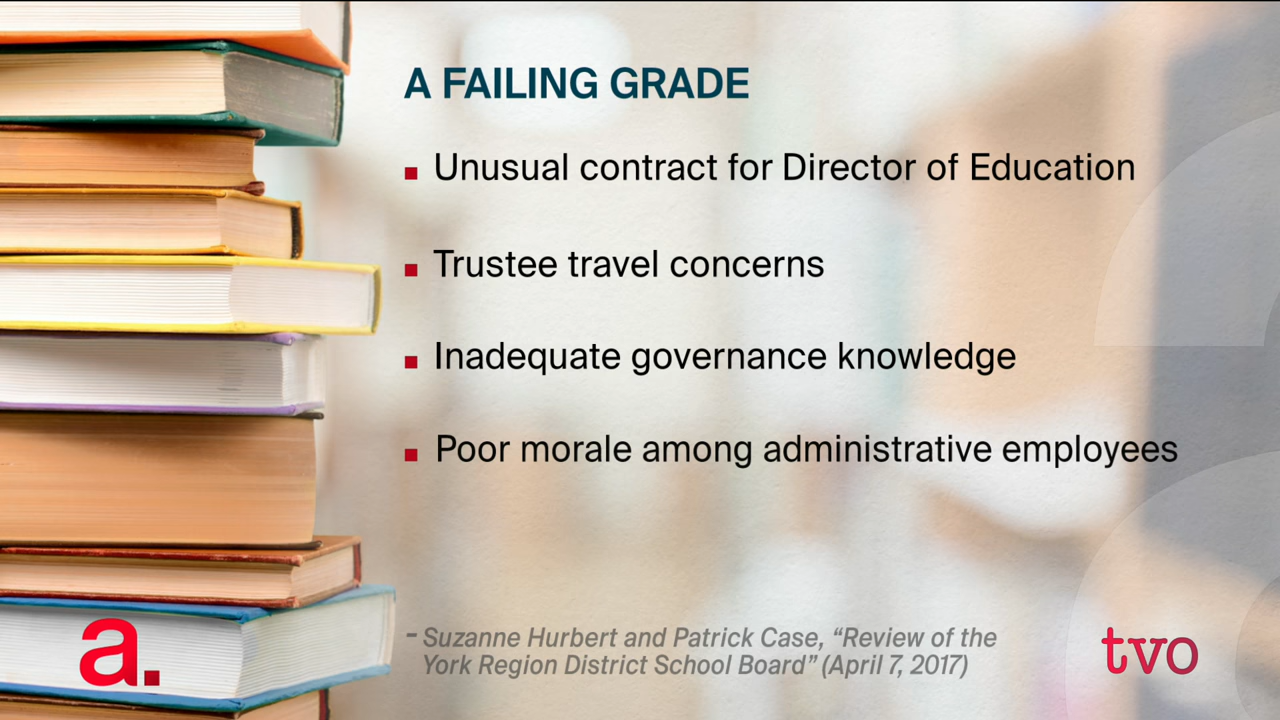 A FAILING GRADE
▪ Unusual contract for Director of Education
▪ Trustee travel concerns
▪ Inadequate governance knowledge
▪ Poor morale among administrative employees
- Suzanne Hurbert and Patrick Case, “Review of the
York Region District School Board” (April 7, 2017)
a.
tvo